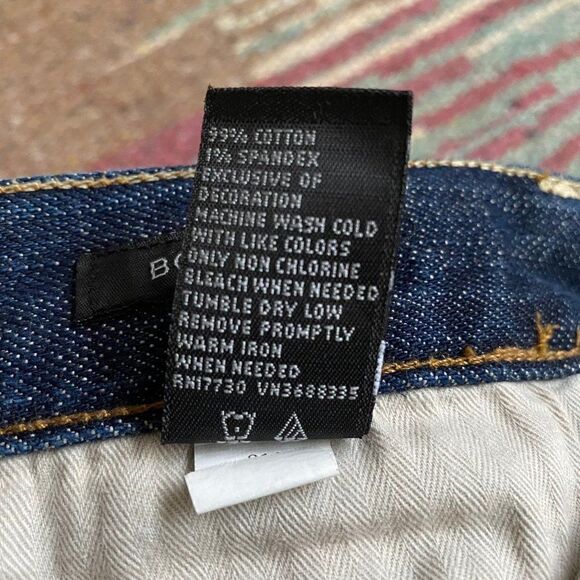 99% COTTON
1% SPANDEX
EXCLUSIVE OF
DECORATION
MACHINE WASH COLD
WITH LIKE COLORS
ONLY NON CHLORINE
BLEACH WHEN NEEDED
TUMBLE DRY LOW
REMOVE PROMPTLY
WARM IRON
WHEN NEEDED
RN17730 VN3688335